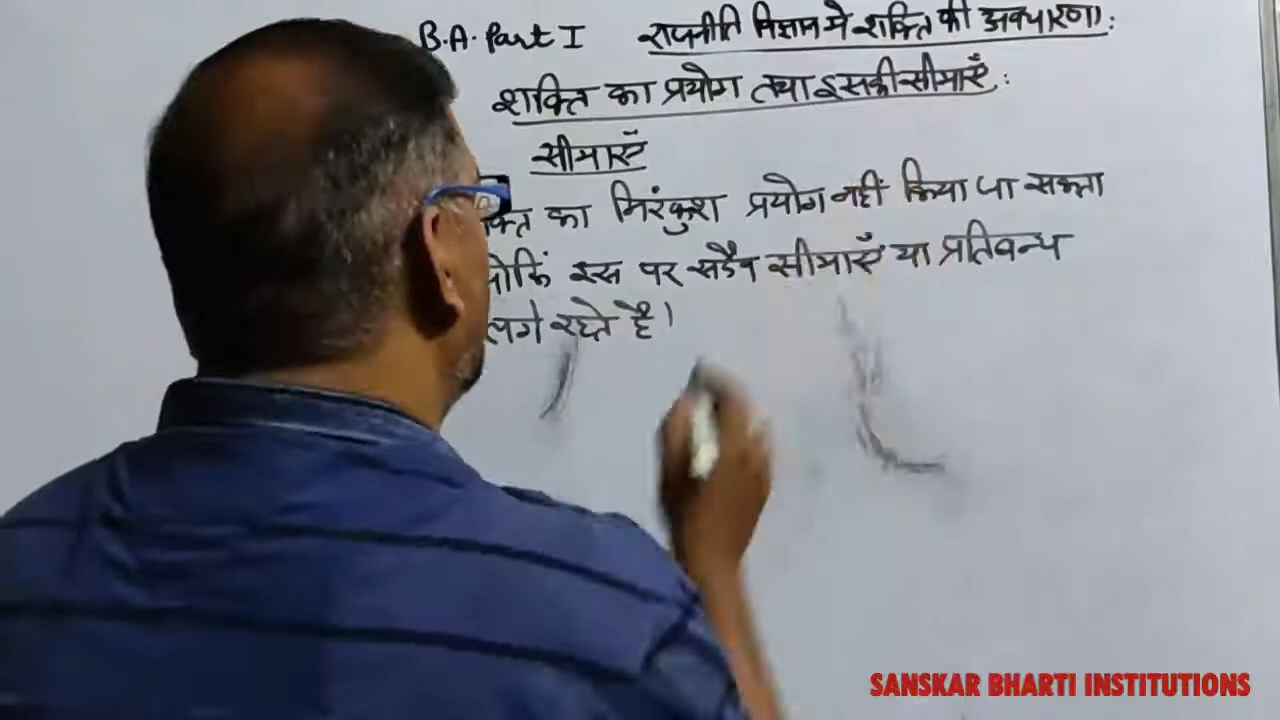 B.A. Part I राजनीति विज्ञान मे शक्ति की अवधारणा:
शक्ति का प्रयोग तथा इसकी सीमाएँ:
सीमाएँ
का निरंकुश प्रयोग नहीं किया जा सकता
इस पर सदैव सीमाएँ या प्रतिबन्ध
लगे रहते है।
SANSKAR BHARTI INSTITUTIONS